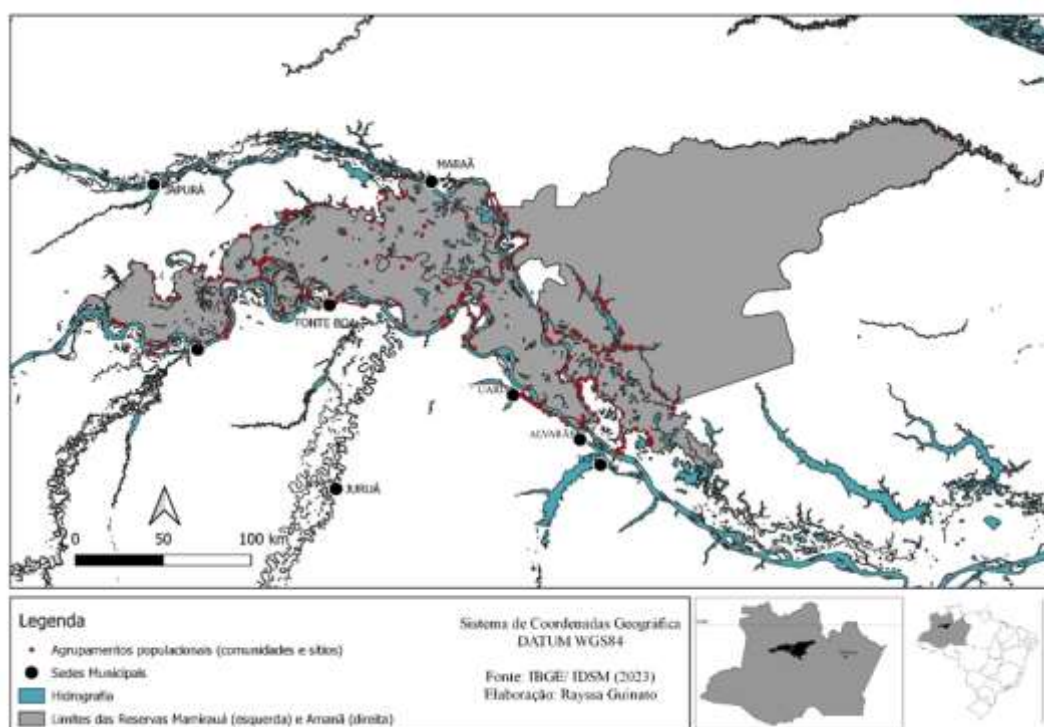 MARAÃ
JAPURÁ
FONTE BOA
UARINI
ALVARÃES
JURUÁ
0 50 100 km
Legenda
Agrupamentos populacionais (comunidades e sítios)
Sedes Municipais
Hidrografia
Limites das Reservas Mamirauá (esquerda) e Amanã (direita)
Sistema de Coordenadas Geográfica
DATUM WGS84
Fonte: IBGE/ IDSM (2023)
Elaboração: Rayssa Guinato